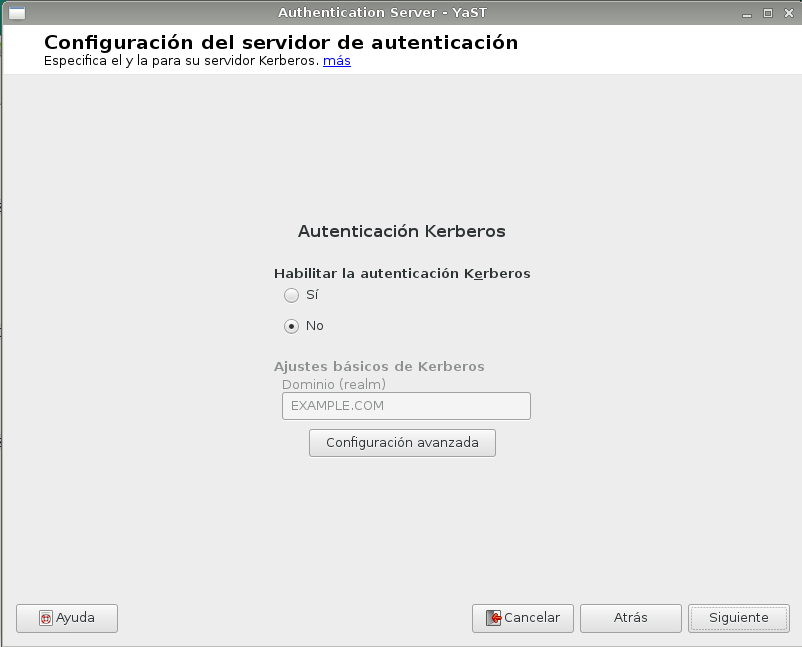 Authentication Server - YaST
Configuración del servidor de autenticación
Especifica el y la para su servidor Kerberos. más
Autenticación Kerberos
Habilitar la autenticación Kerberos
Sí
No
Ajustes básicos de Kerberos
Dominio (realm)
EXAMPLE.COM
Configuración avanzada
Ayuda
Cancelar
Atrás
Siguiente